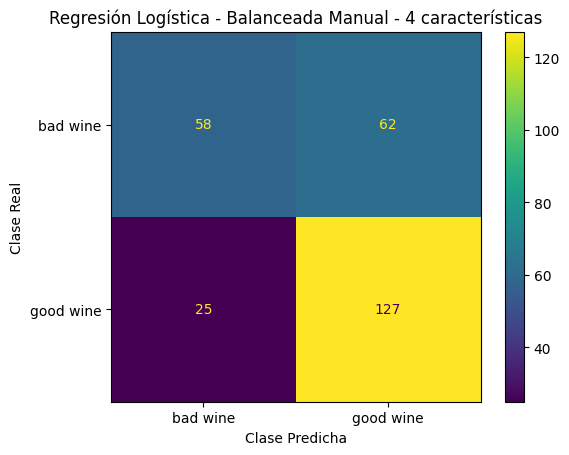 Regresión Logística - Balanceada Manual - 4 características
bad wine
58
62
good wine
25
127
bad wine
good wine
Clase Predicha
Clase Real
120
100
80
60
40